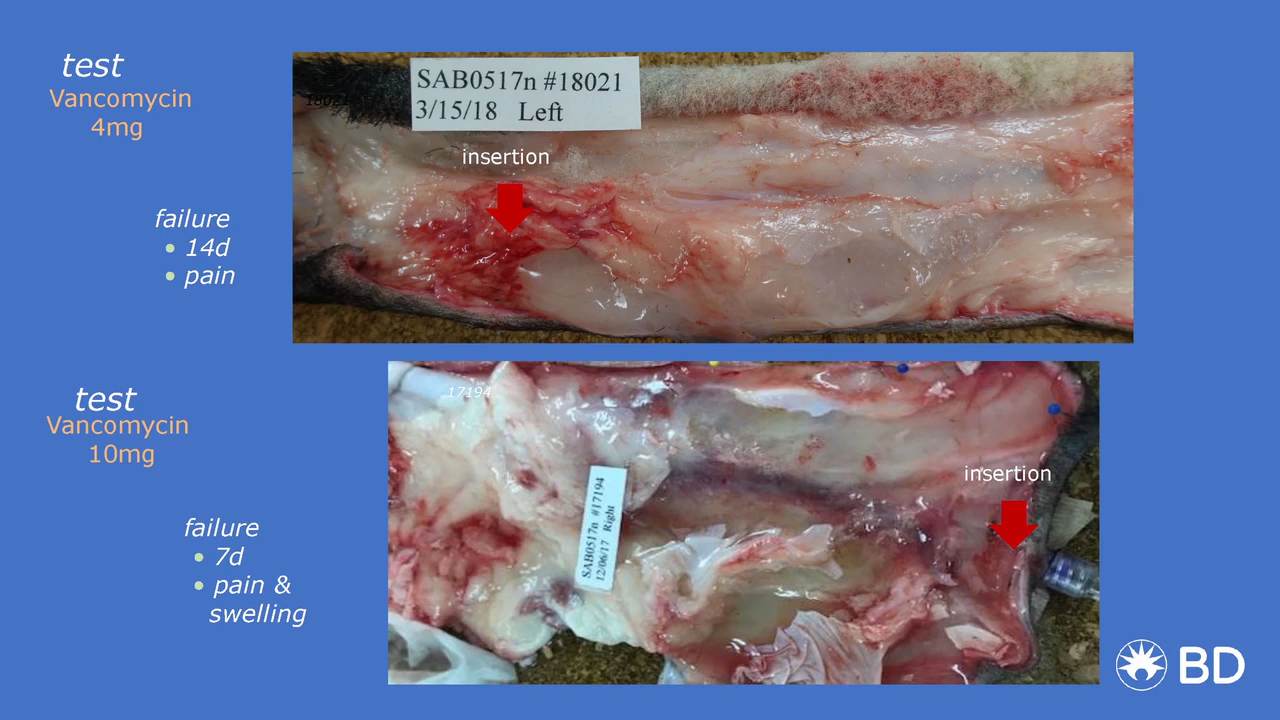 test
Vancomycin
4mg
failure
• 14d
• pain
18021
SAB0517n #18021
3/15/18 Left
insertion
test
Vancomycin
10mg
failure
• 7d
• pain &
swelling
17194
SAB0517n #17194
12/06/17 Right
insertion
BD